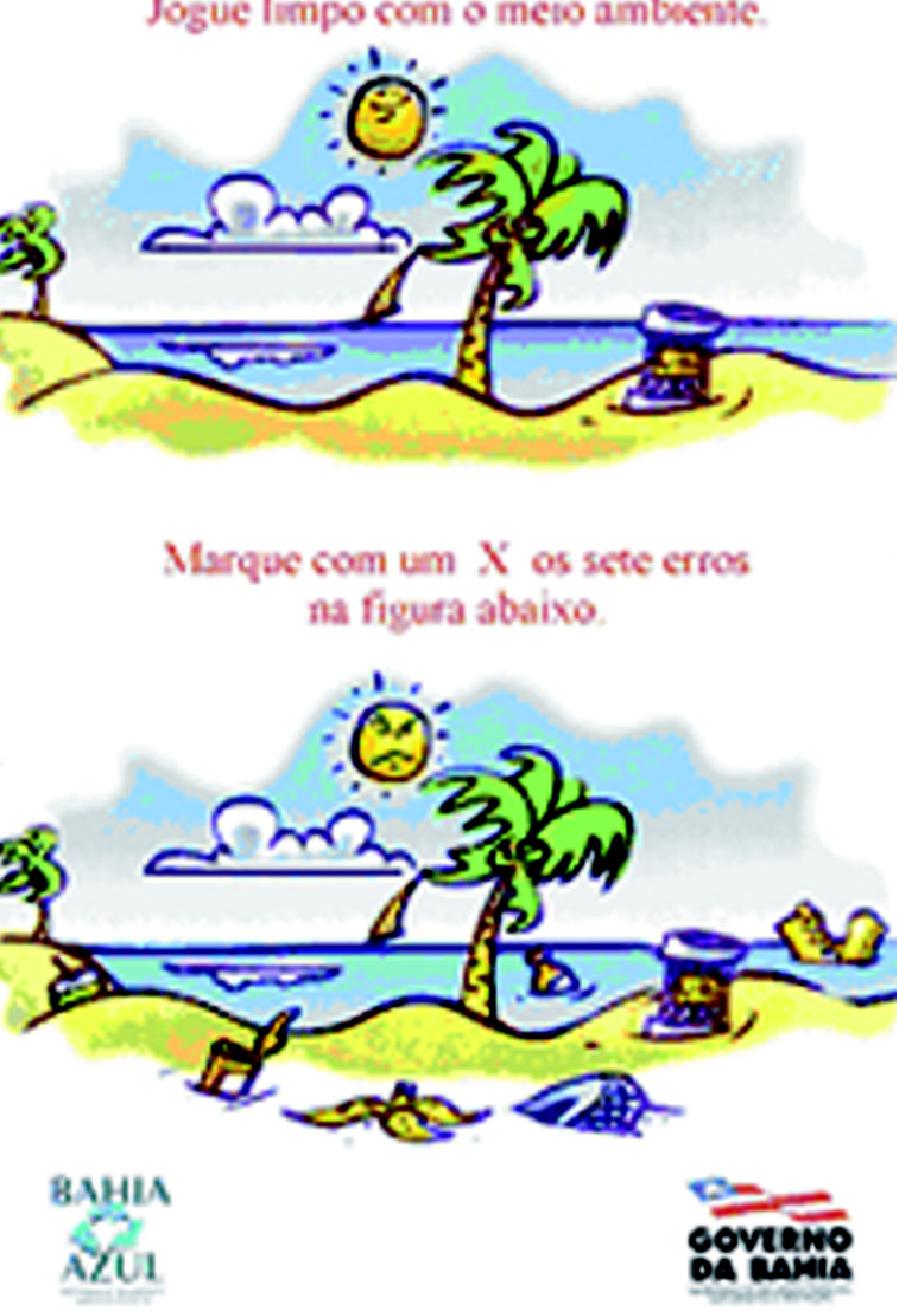 Jogue limpo com o meio ambiente.
Marque com um X os sete erros
na figura abaixo.
BAHIA
AZUL
GOVERNO
DA BAHIA